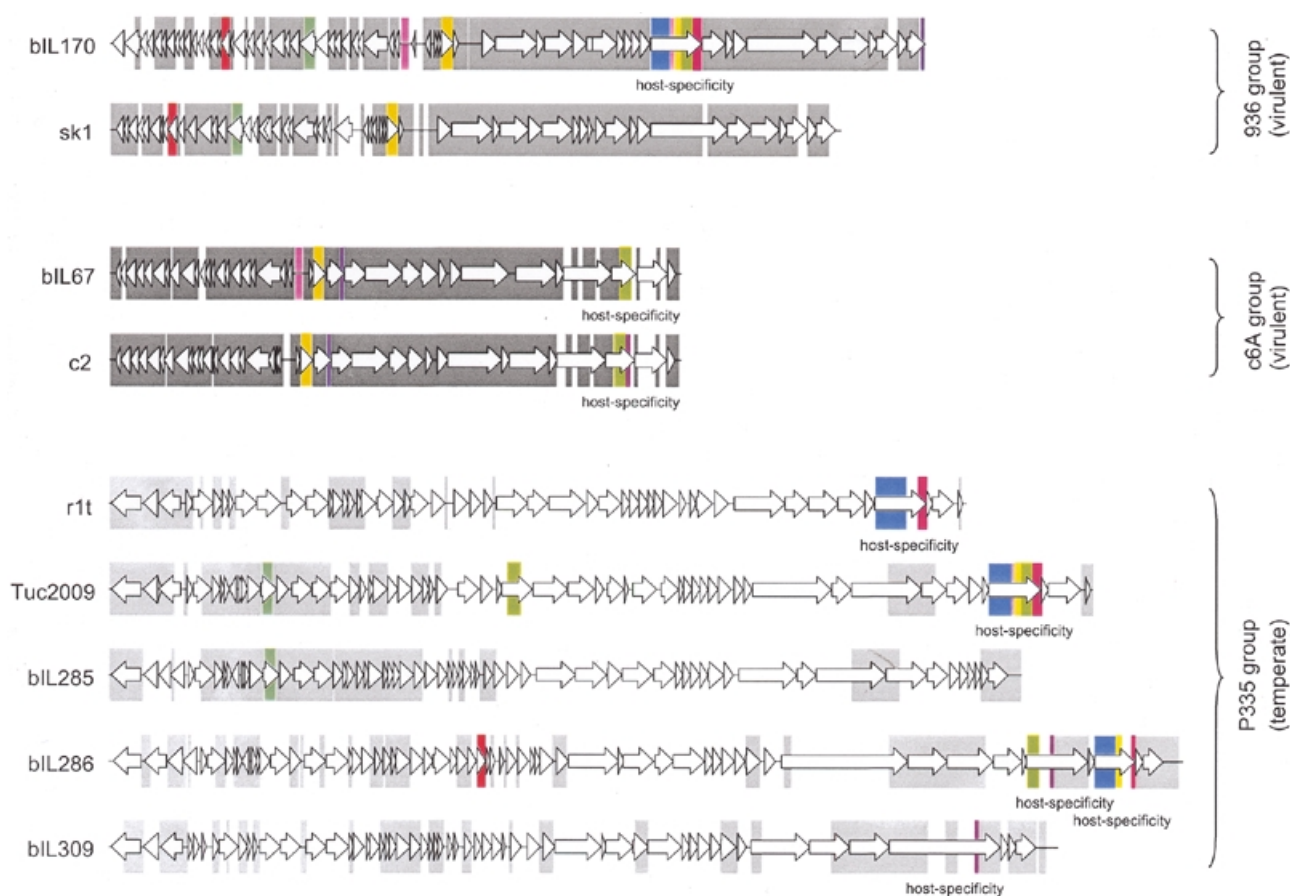 bIL170
host-specificity
sk1
936 group
(virulent)
bIL67
host-specificity
c2
host-specificity
c6A group
(virulent)
r1t
host-specificity
Tuc2009
host-specificity
bIL285
bIL286
host-specificity
host-specificity
bIL309
host-specificity
P335 group
(temperate)